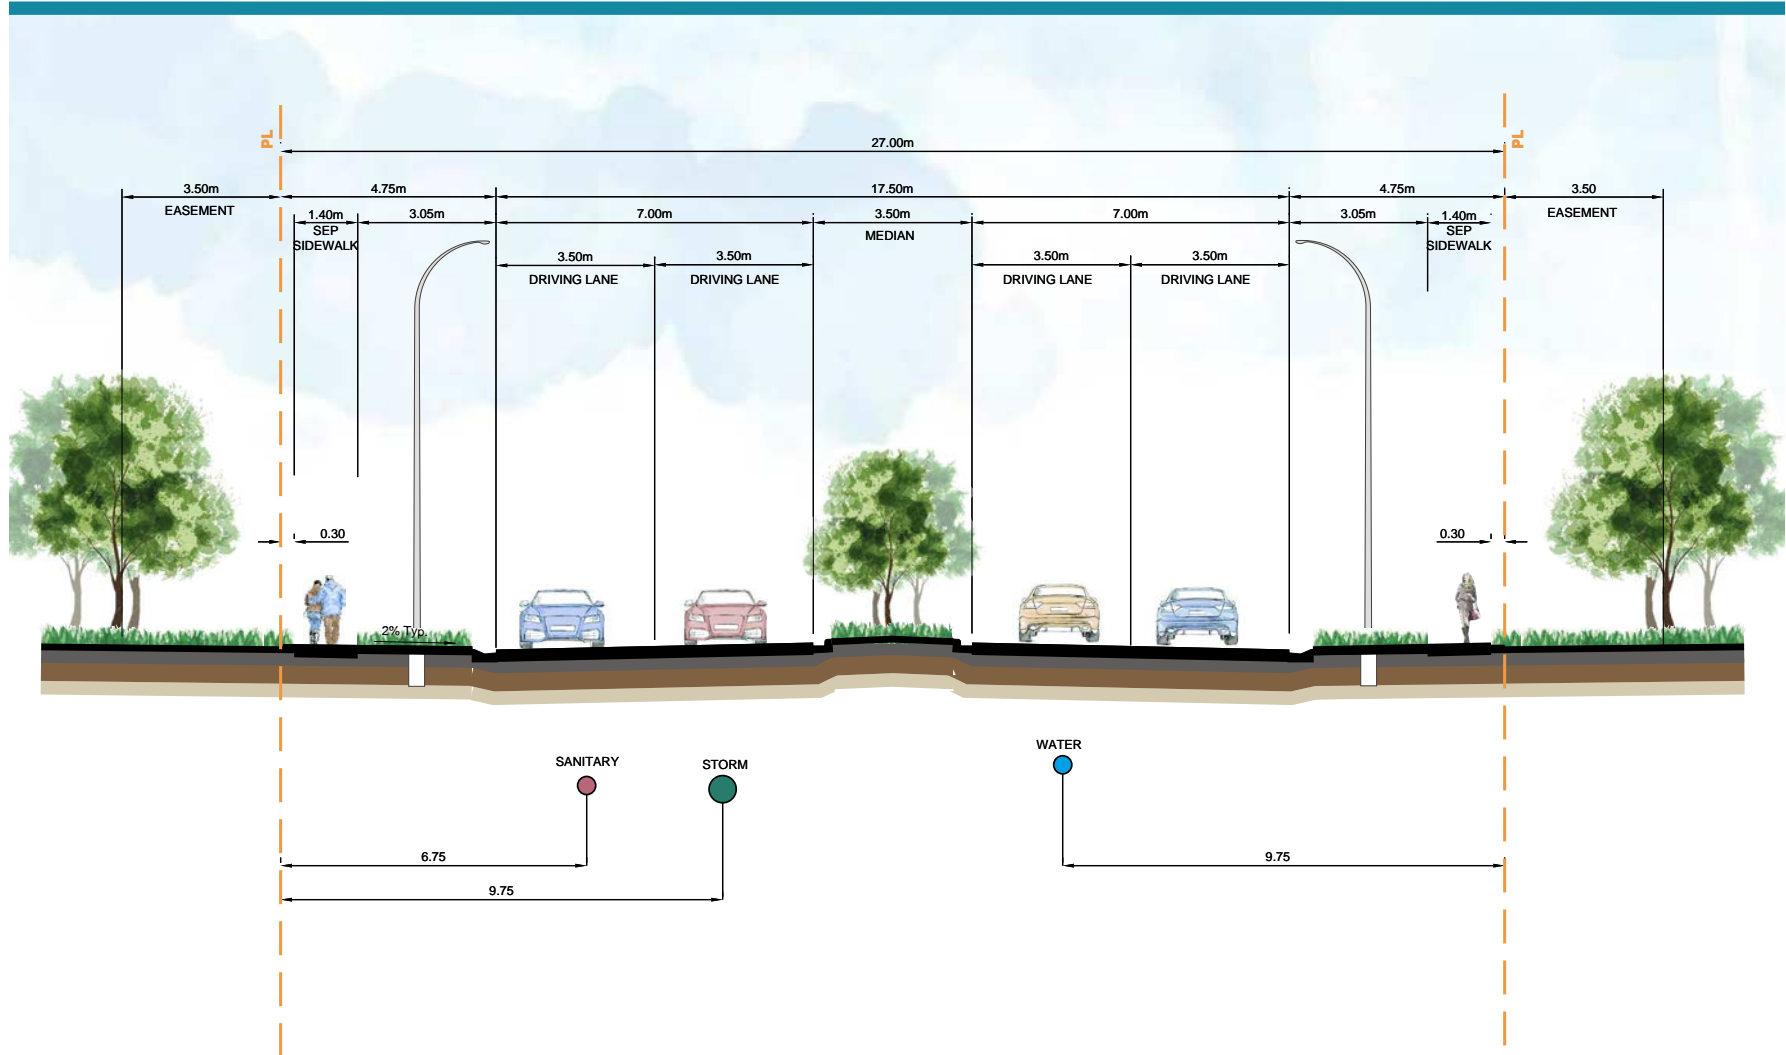 PL
PL
27.00m
3.50m
4.75m
17.50m
4.75m
3.50
EASEMENT
EASEMENT
1.40m
3.05m
7.00m
3.50m
7.00m
3.05m
1.40m
SEP
SIDEWALK
MEDIAN
SEP
SIDEWALK
3.50m
3.50m
3.50m
3.50m
DRIVING LANE
DRIVING LANE
DRIVING LANE
DRIVING LANE
0.30
0.30
2% Typ.
WATER
SANITARY
STORM
6.75
9.75
9.75